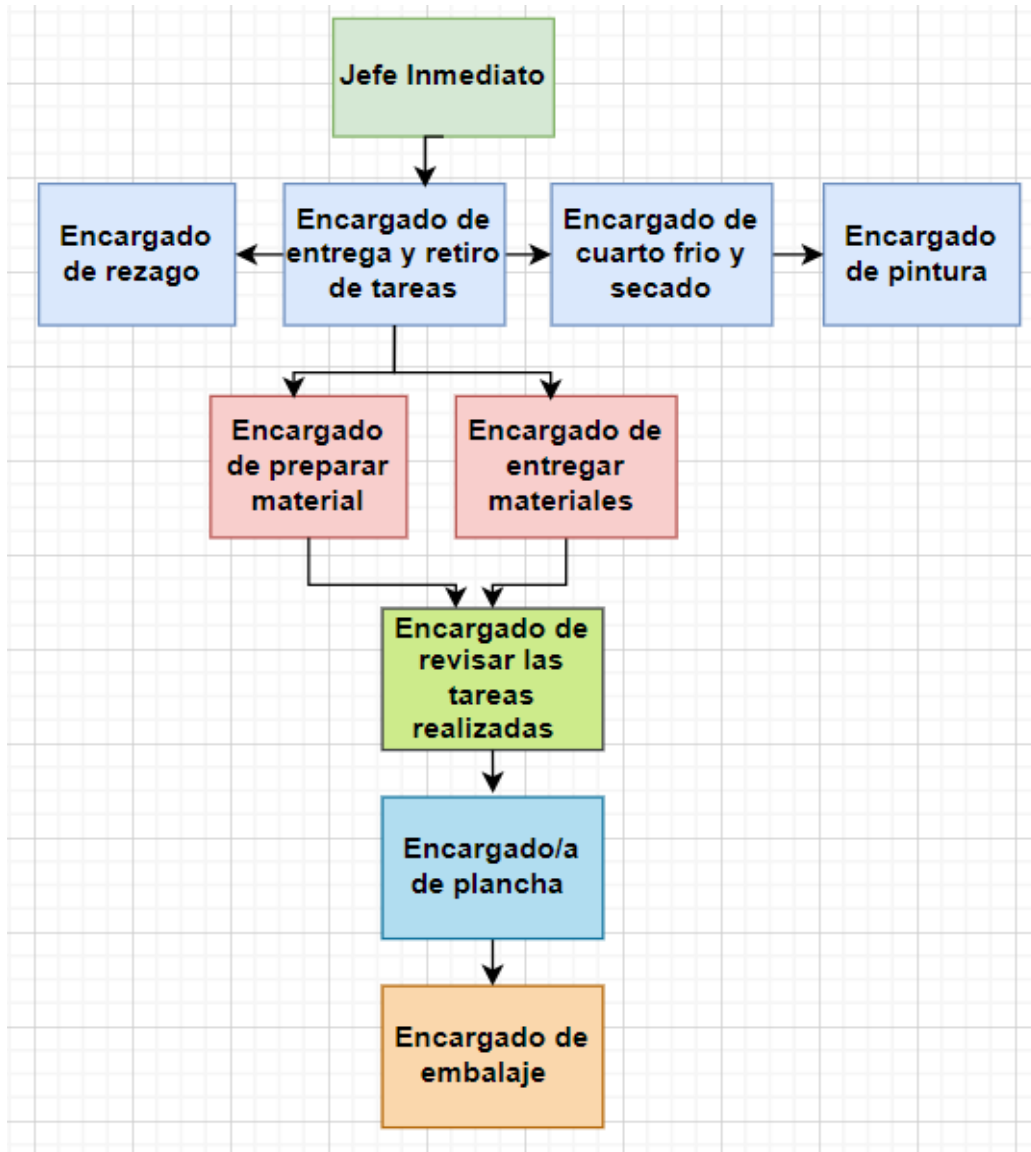 Jefe Inmediato
Encargado
de rezago
Encargado de
entrega y retiro
de tareas
Encargado de
cuarto frio y
secado
Encargado
de pintura
Encargado
de preparar
material
Encargado de
entregar
materiales
Encargado de
revisar las
tareas
realizadas
Encargado/a
de plancha
Encargado de
embalaje